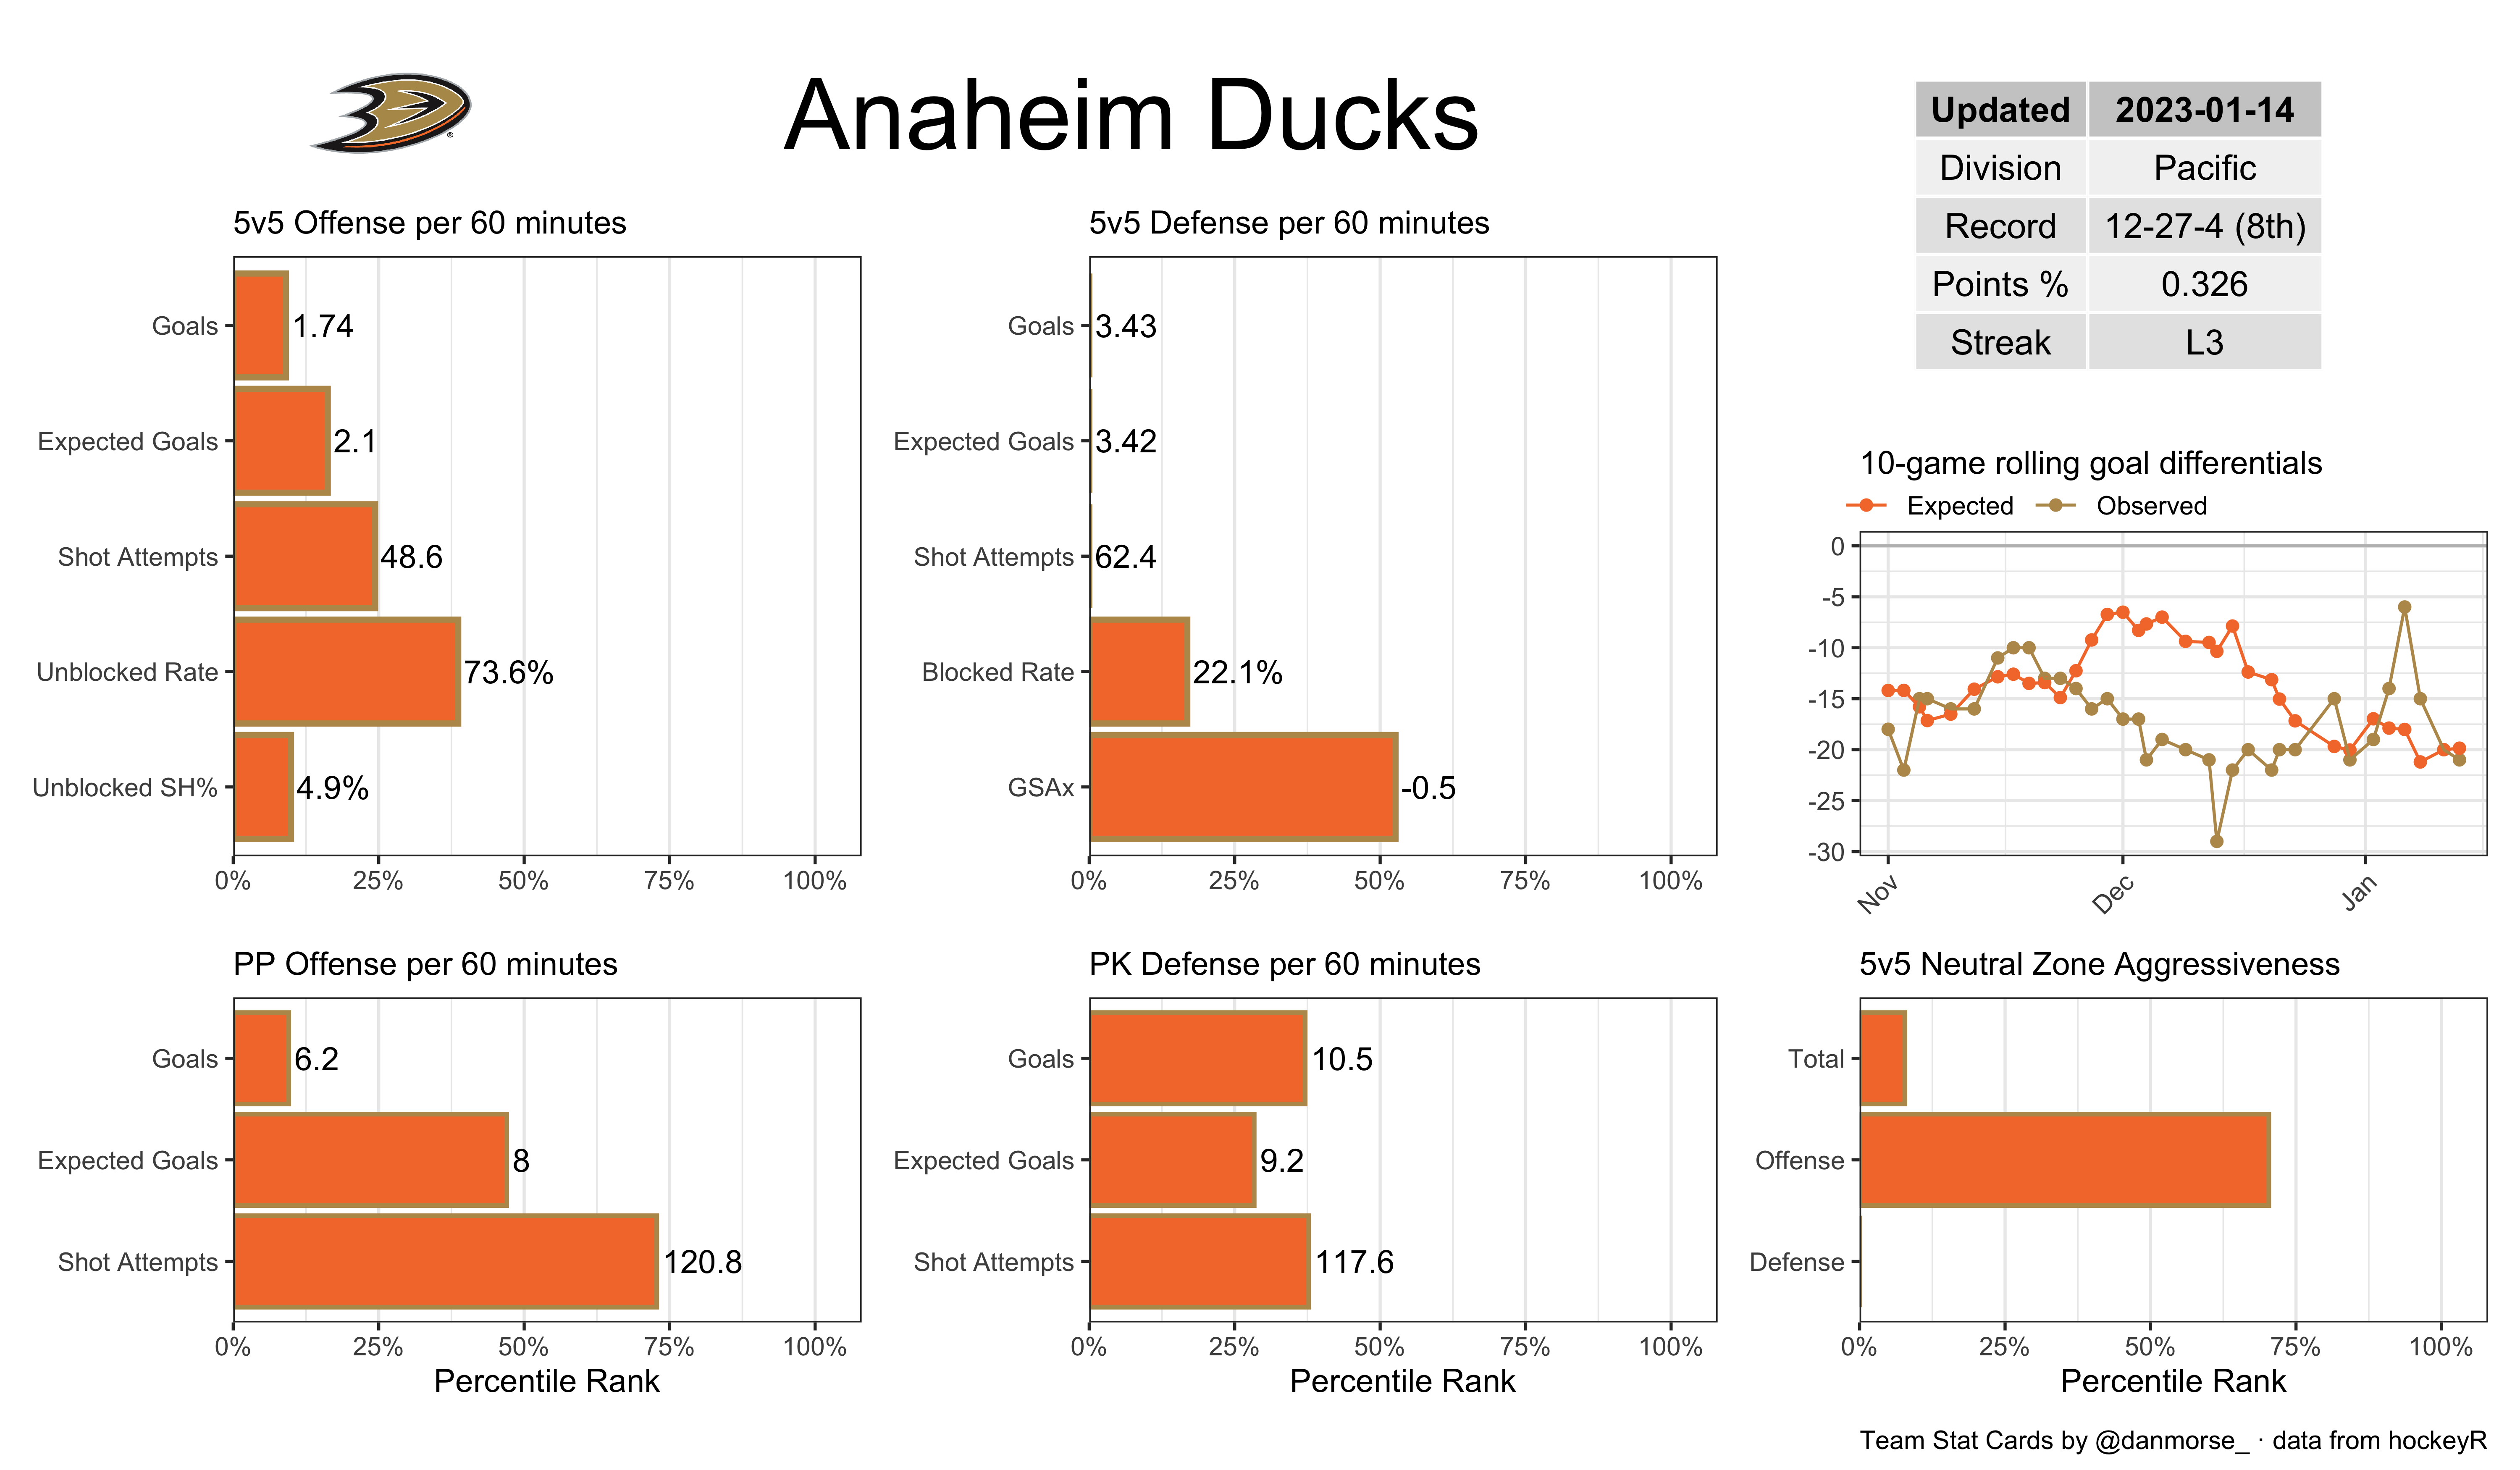 Anaheim Ducks
Updated 2023-01-14
Division Pacific
Record 12-27-4 (8th)
Points % 0.326
Streak L3
5v5 Offense per 60 minutes
Goals 1.74
Expected Goals 2.1
Shot Attempts 48.6
Unblocked Rate 73.6%
Unblocked SH% 4.9%
0% 25% 50% 75% 100%
5v5 Defense per 60 minutes
Goals 3.43
Expected Goals 3.42
Shot Attempts 62.4
Blocked Rate 22.1%
GSAx -0.5
0% 25% 50% 75% 100%
10-game rolling goal differentials
Expected Observed
0
-5
-10
-15
-20
-25
-30
Nov Dec Jan
PP Offense per 60 minutes
Goals 6.2
Expected Goals 8
Shot Attempts 120.8
0% 25% 50% 75% 100%
Percentile Rank
PK Defense per 60 minutes
Goals 10.5
Expected Goals 9.2
Shot Attempts 117.6
0% 25% 50% 75% 100%
Percentile Rank
5v5 Neutral Zone Aggressiveness
Total
Offense
Defense
0% 25% 50% 75% 100%
Percentile Rank
Team Stat Cards by @danmorse_ · data from hockeyR